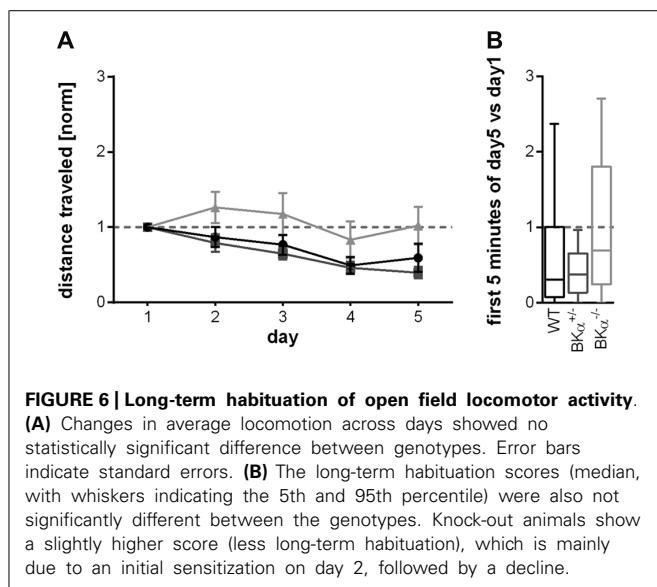 A
B
distance traveled [norm]
3
2
1
0
1 2 3 4 5
day
first 5 minutes of day5 vs day1
3
2
1
0
WT
BKα+/-
BKα-/-
FIGURE 6 | Long-term habituation of open field locomotor activity.
(A) Changes in average locomotion across days showed no
statistically significant difference between genotypes. Error bars
indicate standard errors. (B) The long-term habituation scores (median,
with whiskers indicating the 5th and 95th percentile) were also not
significantly different between the genotypes. Knock-out animals show
a slightly higher score (less long-term habituation), which is mainly
due to an initial sensitization on day 2, followed by a decline.